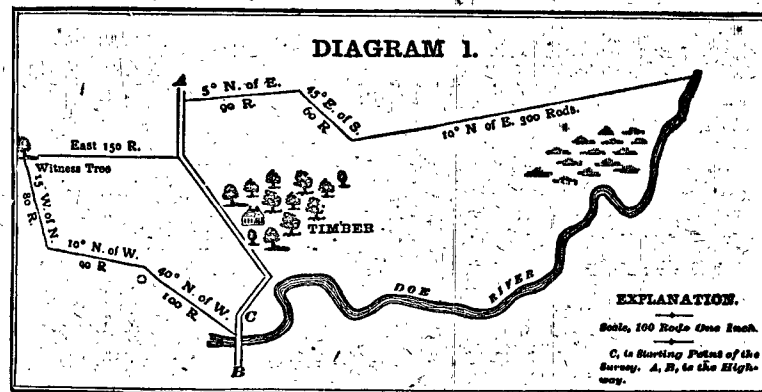 DIAGRAM 1.
A
5° N. of E.
90 R.
45° E. of S.
60 R.
10° N of E. 300 Rods.
East 150 R.
Witness Tree
15° W. of N.
80 R.
TIMBER
10° N. of W.
90 R
40° N. of W.
100 R.
C
B
DOE RIVER
EXPLANATION.
Scale, 100 Rods One Inch.
C, is Starting Point of the
Survey. A, B, is the High-
way.